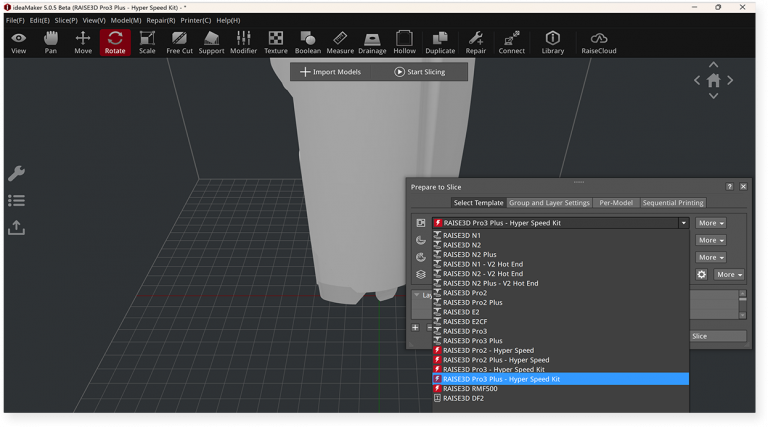 ideaMaker 5.0.5 Beta (RAISE3D Pro3 Plus - Hyper Speed Kit) - *
File(F) Edit(E) Slice(P) View(V) Model(M) Repair(R) Printer(C) Help(H)
View Pan Move Rotate Scale Free Cut Support Modifier Texture Boolean Measure Drainage Hollow Duplicate Repair Connect Library RaiseCloud
Import Models Start Slicing
Prepare to Slice
Select Template Group and Layer Settings Per-Model Sequential Printing
RAISE3D Pro3 Plus - Hyper Speed Kit More
RAISE3D N1
More
RAISE3D N2
RAISE3D N2 Plus
More
RAISE3D N1 - V2 Hot End
RAISE3D N2 - V2 Hot End
More
RAISE3D N2 Plus - V2 Hot End
RAISE3D Pro2
RAISE3D Pro2 Plus
RAISE3D E2
RAISE3D E2CF
RAISE3D Pro3
Slice
RAISE3D Pro3 Plus
RAISE3D Pro2 - Hyper Speed
RAISE3D Pro2 Plus - Hyper Speed
RAISE3D Pro3 - Hyper Speed Kit
RAISE3D Pro3 Plus - Hyper Speed Kit
RAISE3D RMF500
RAISE3D DF2